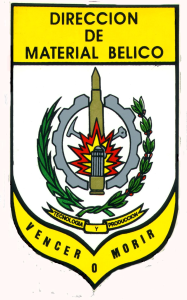 DIRECCION
DE
MATERIAL BELICO
TECNOLOGIA Y PRODUCCION
VENCER O MORIR